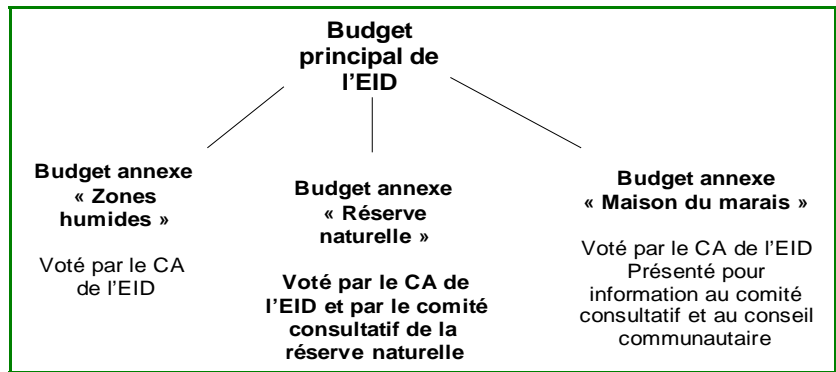 Budget
principal de
l'EID
Budget annexe
« Zones
humides »
Voté par le CA
de l'EID
Budget annexe
« Réserve
naturelle »
Voté par le CA de
l'EID et par le comité
consultatif de la
réserve naturelle
Budget annexe
« Maison du marais »
Voté par le CA de l'EID
Présenté pour
information au comité
consultatif et au conseil
communautaire